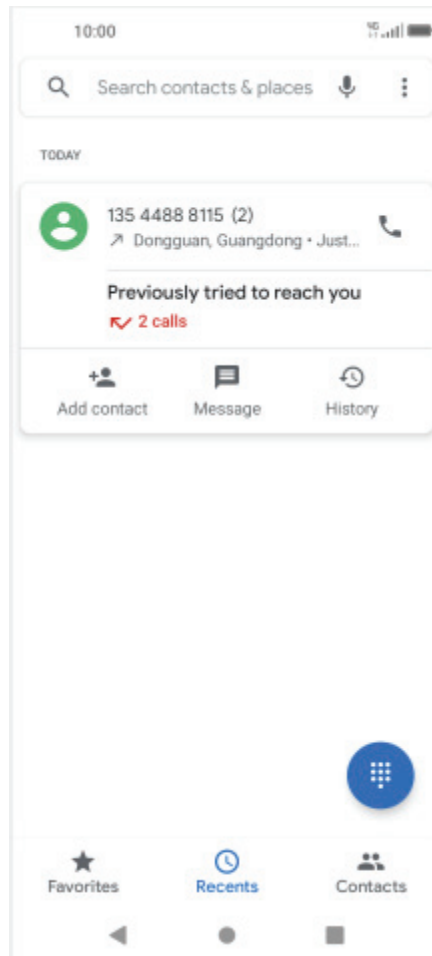 10:00
4G
Search contacts & places
TODAY
135 4488 8115 (2)
Dongguan, Guangdong • Just...
Previously tried to reach you
2 calls
Add contact Message History
Favorites Recents Contacts